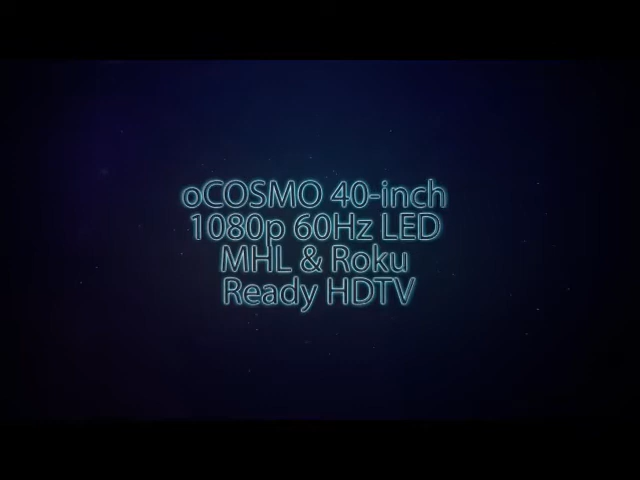 oCOSMO 40-inch
1080p 60Hz LED
MHL & Roku
Ready HDTV